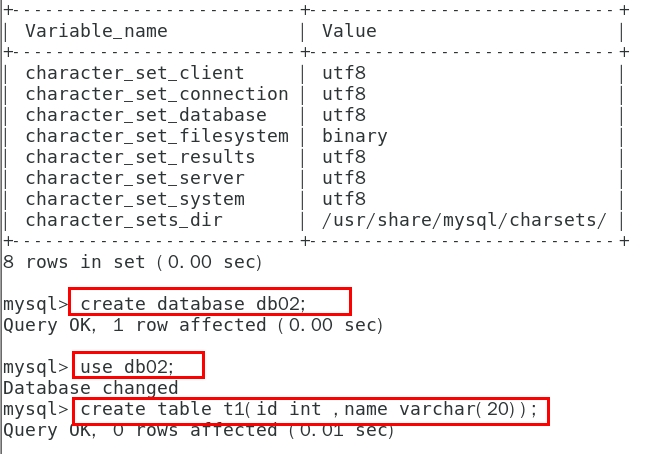 +---------------------------+-----------------------------+
| Variable_name | Value |
+---------------------------+-----------------------------+
| character_set_client | utf8 |
| character_set_connection | utf8 |
| character_set_database | utf8 |
| character_set_filesystem | binary |
| character_set_results | utf8 |
| character_set_server | utf8 |
| character_set_system | utf8 |
| character_sets_dir | /usr/share/mysql/charsets/ |
+---------------------------+-----------------------------+
8 rows in set (0.00 sec)
mysql> create database db02;
Query OK, 1 row affected (0.00 sec)
mysql> use db02;
Database changed
mysql> create table t1(id int ,name varchar(20));
Query OK, 0 rows affected (0.01 sec)